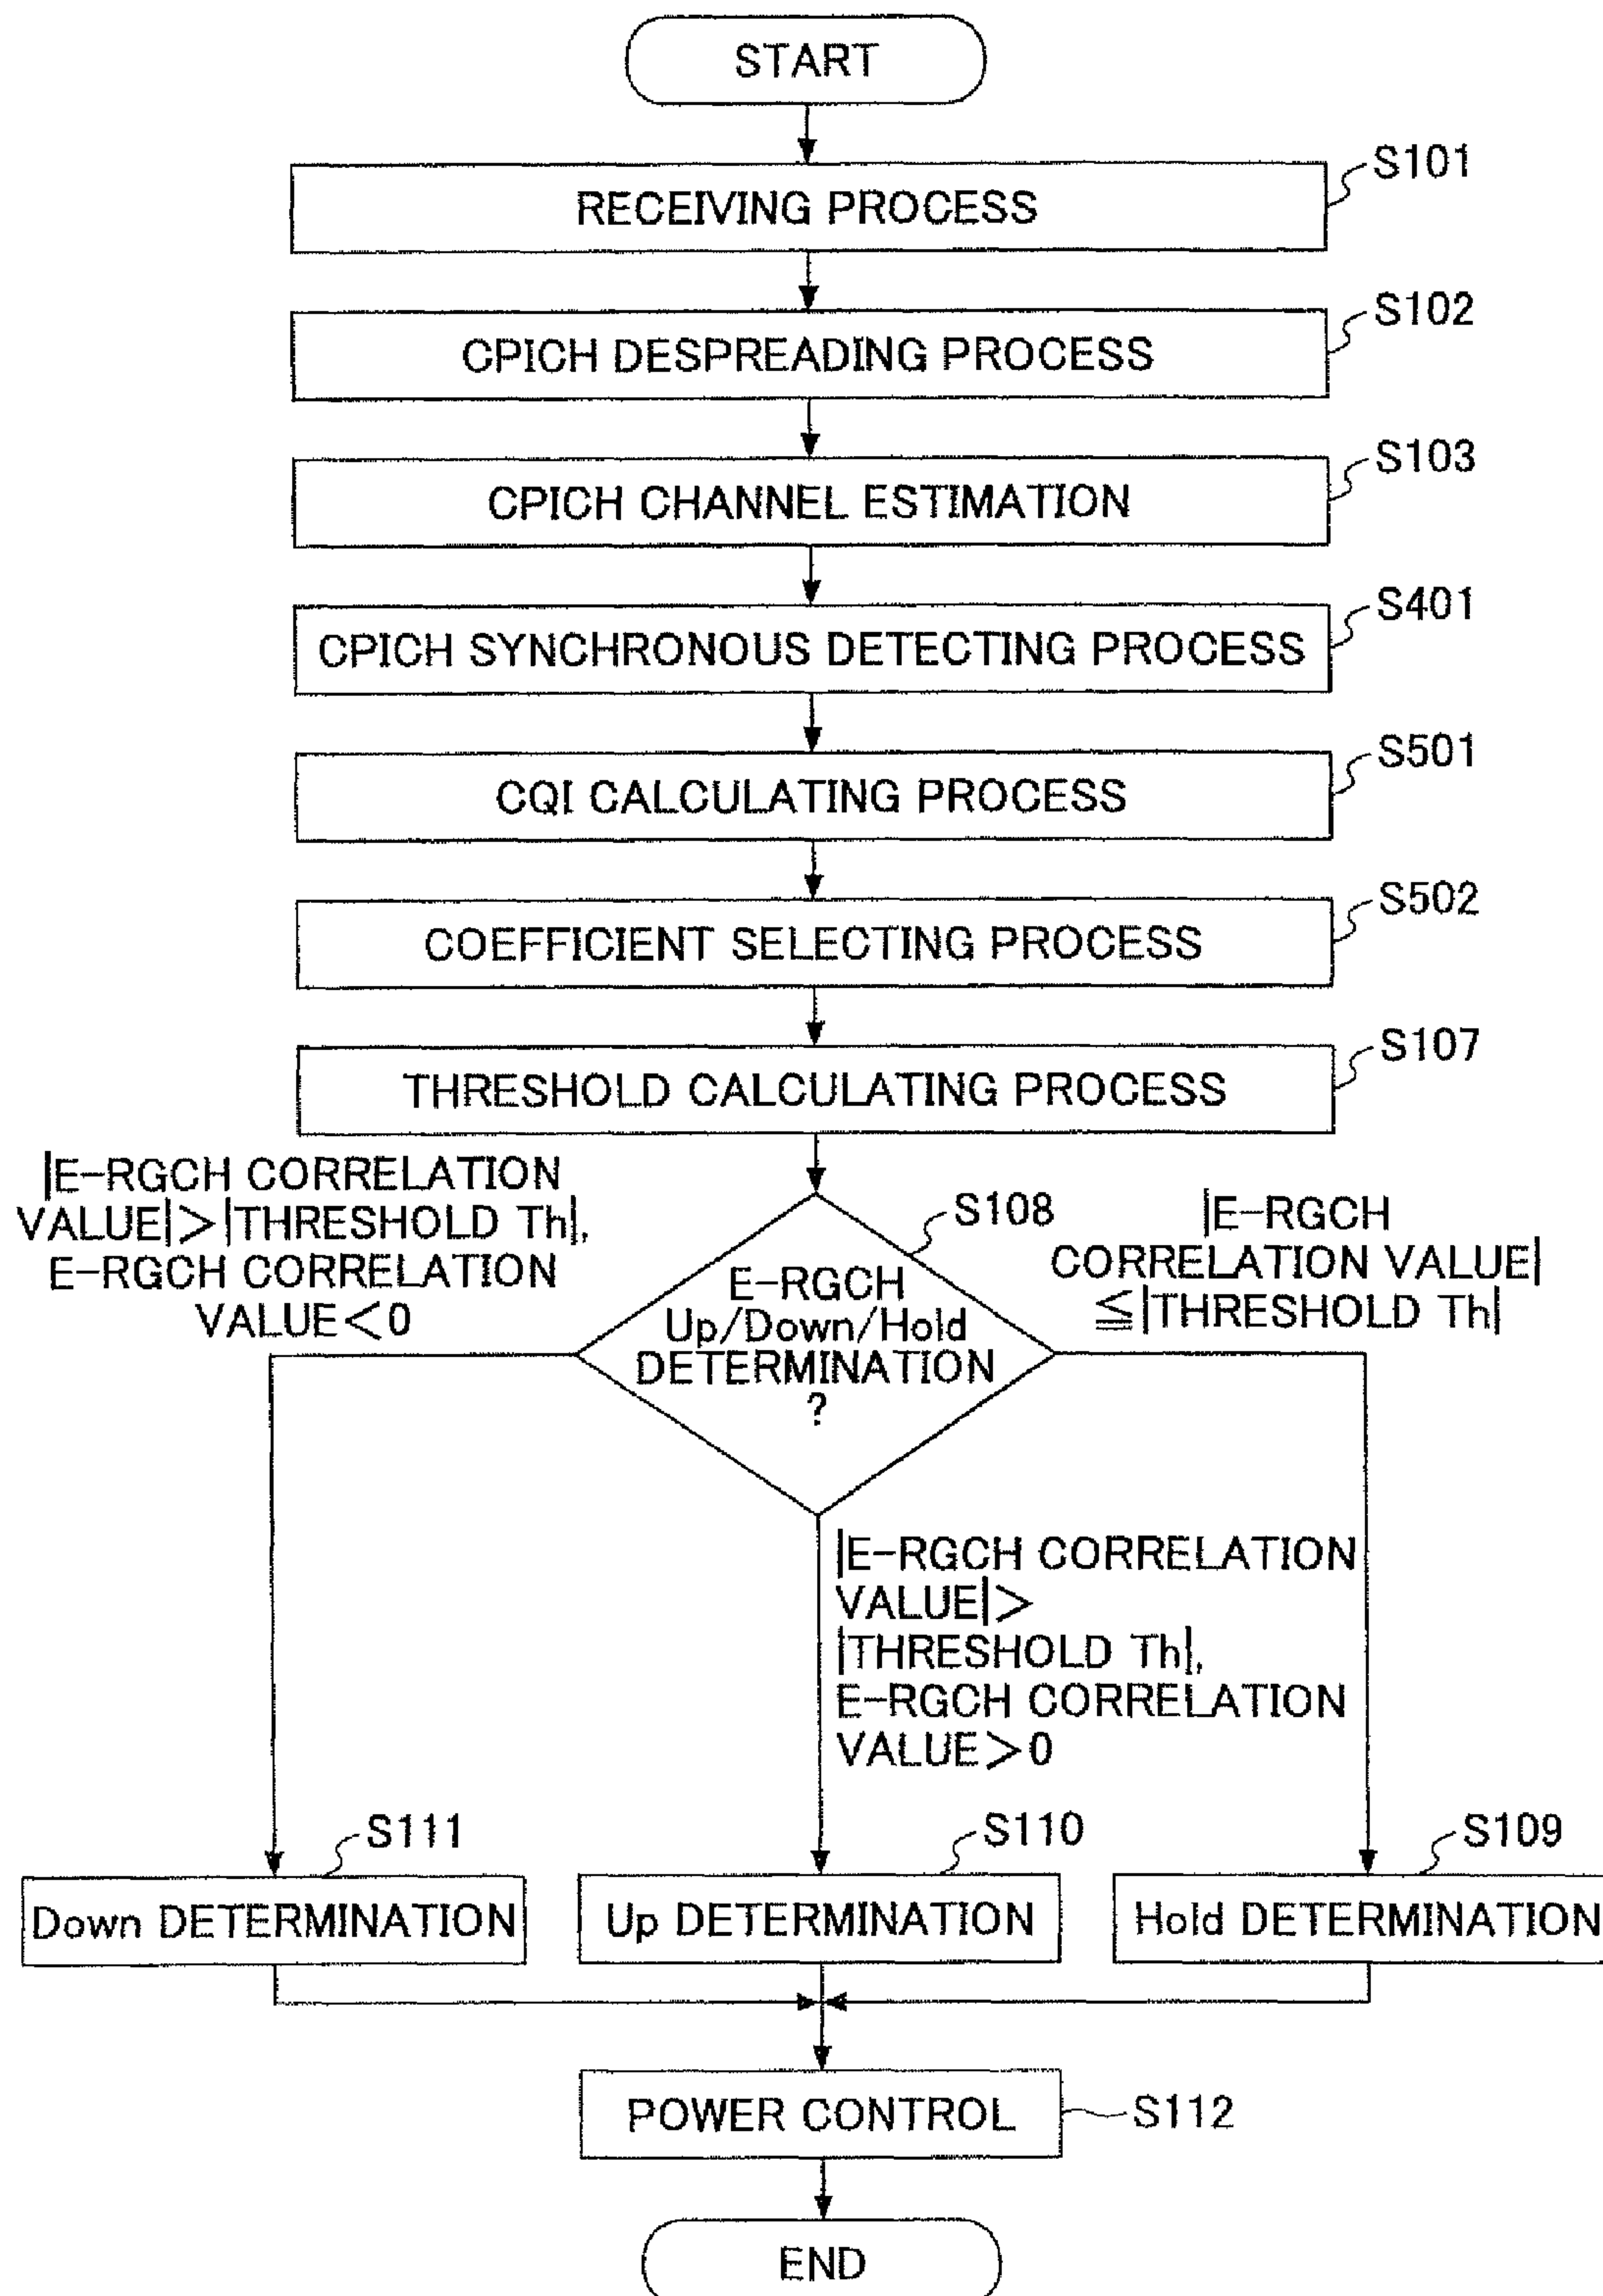 START
S101
RECEIVING PROCESS
S102
CPICH DESPREADING PROCESS
S103
CPICH CHANNEL ESTIMATION
S401
CPICH SYNCHRONOUS DETECTING PROCESS
S501
CQI CALCULATING PROCESS
S502
COEFFICIENT SELECTING PROCESS
S107
THRESHOLD CALCULATING PROCESS
|E-RGCH CORRELATION
VALUE|>|THRESHOLD Th|,
E-RGCH CORRELATION
VALUE<0
S108
E-RGCH
Up/Down/Hold
DETERMINATION
?
|E-RGCH
CORRELATION VALUE|
≦|THRESHOLD Th|
|E-RGCH CORRELATION
VALUE|>
|THRESHOLD Th|,
E-RGCH CORRELATION
VALUE>0
S111
Down DETERMINATION
S110
Up DETERMINATION
S109
Hold DETERMINATION
POWER CONTROL
S112
END